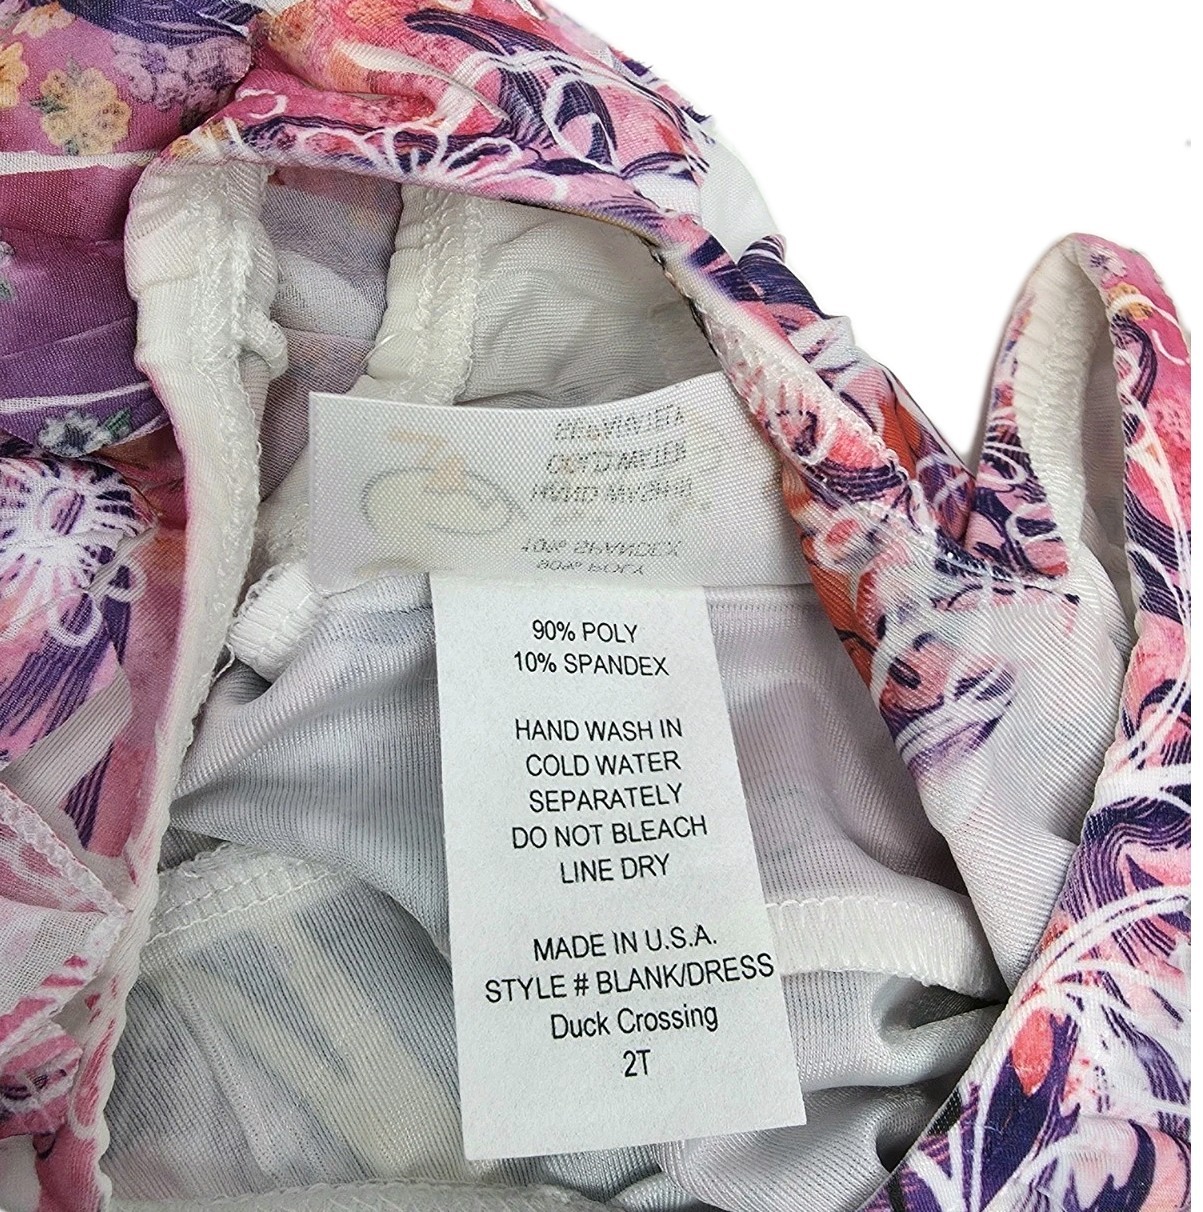 90% POLY
10% SPANDEX
HAND WASH IN
COLD WATER
SEPARATELY
DO NOT BLEACH
LINE DRY
MADE IN U.S.A.
STYLE # BLANK/DRESS
Duck Crossing
2T